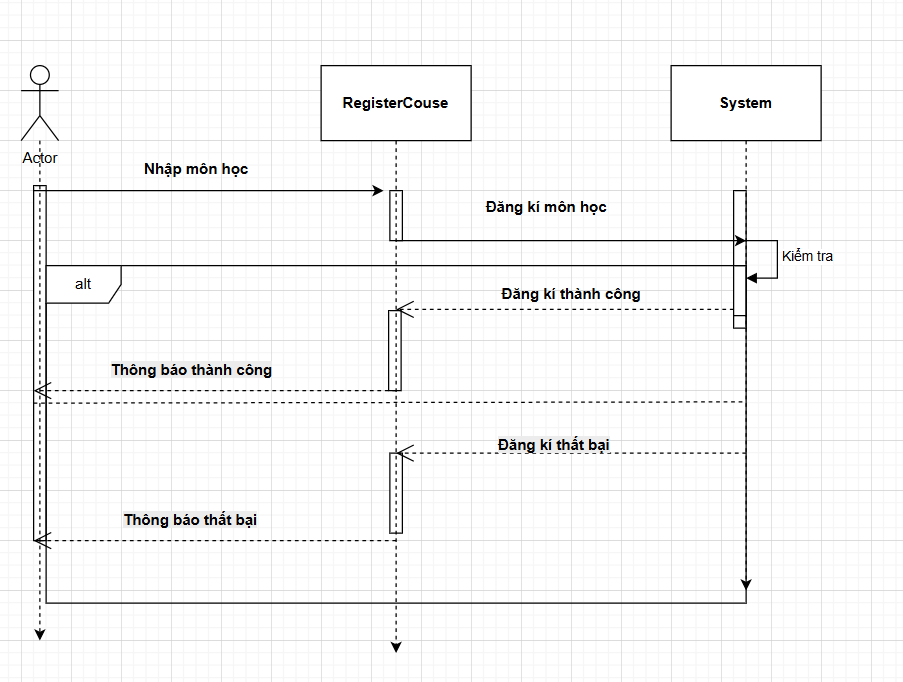 RegisterCouse
System
Actor
Nhập môn học
Đăng kí môn học
Kiểm tra
alt
Đăng kí thành công
Thông báo thành công
Đăng kí thất bại
Thông báo thất bại